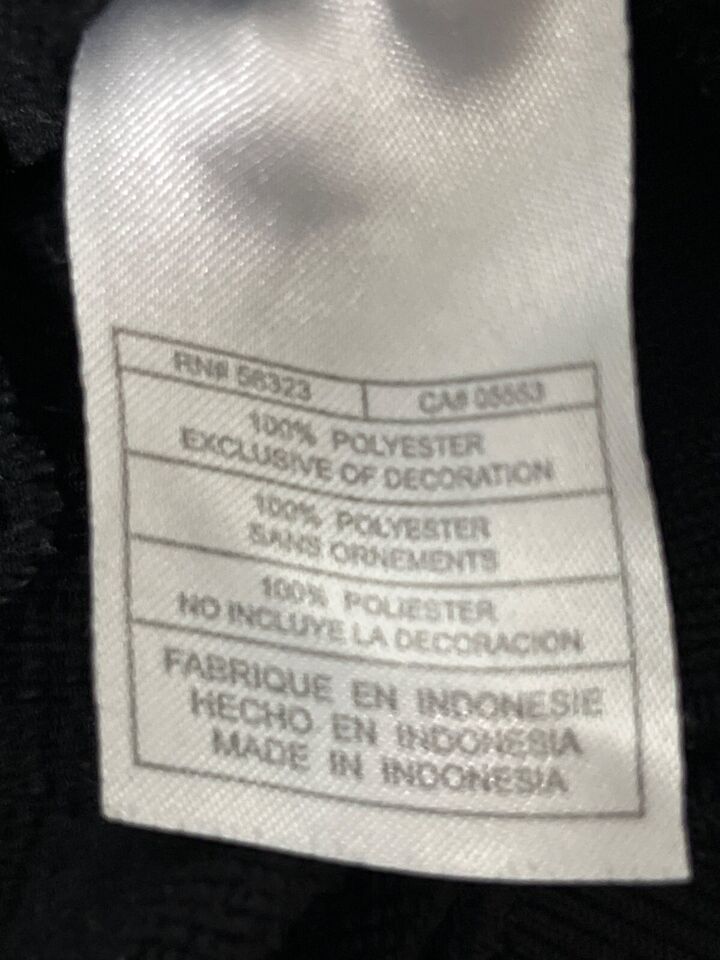 RN# 56323
CA# 05553
100% POLYESTER
EXCLUSIVE OF DECORATION
100% POLYESTER
SANS ORNEMENTS
100% POLIESTER
NO INCLUYE LA DECORACION
FABRIQUE EN INDONESIE
HECHO EN INDONESIA
MADE IN INDONESIA